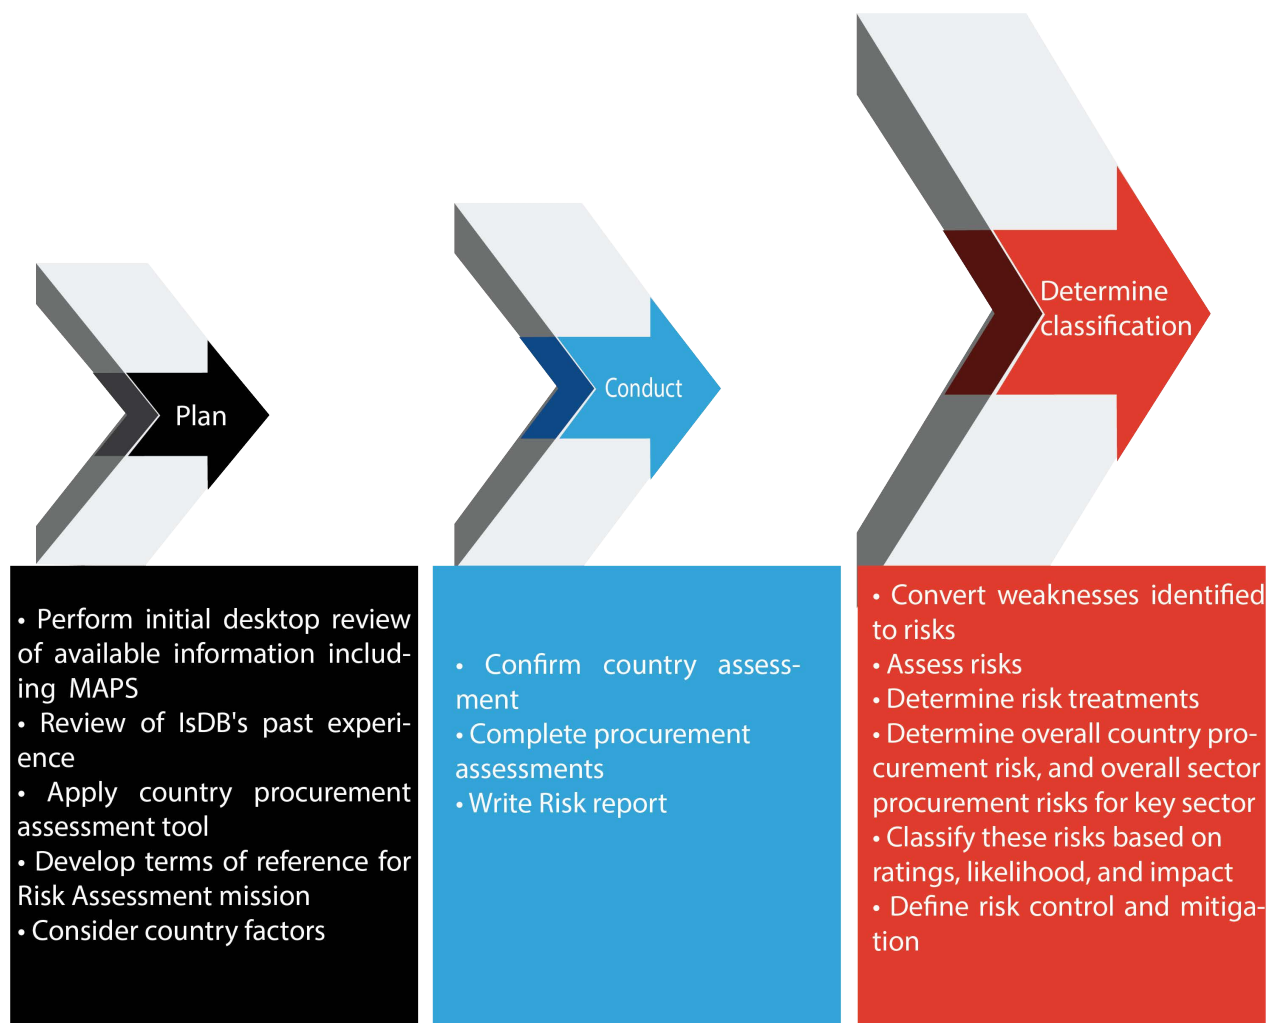 Plan
Conduct
Determine
classification
• Perform initial desktop review
of available information includ-
ing MAPS
• Review of IsDB's past experi-
ence
• Apply country procurement
assessment tool
• Develop terms of reference for
Risk Assessment mission
• Consider country factors
• Confirm country assess-
ment
• Complete procurement
assessments
• Write Risk report
• Convert weaknesses identified
to risks
• Assess risks
• Determine risk treatments
• Determine overall country pro-
curement risk, and overall sector
procurement risks for key sector
• Classify these risks based on
ratings, likelihood, and impact
• Define risk control and mitiga-
tion